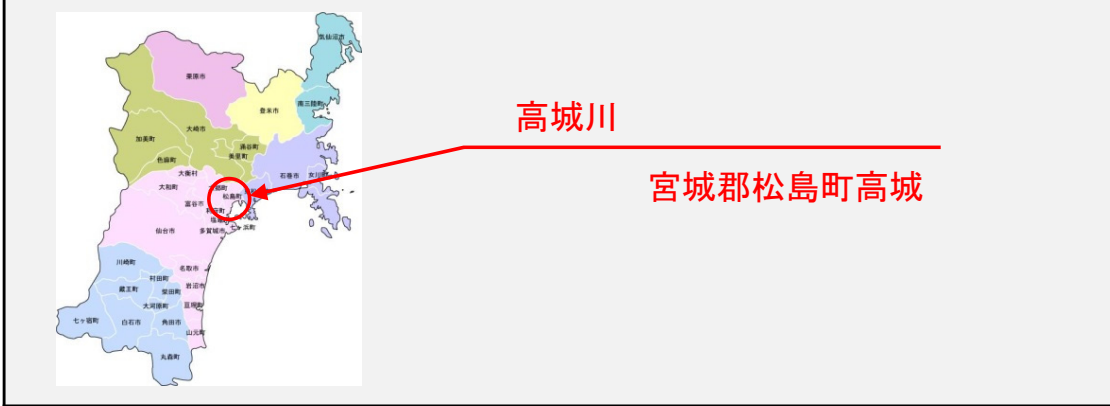 高城川
宮城郡松島町高城
気仙沼市
栗原市
南三陸町
登米市
大崎市
加美町
涌谷町
美里町
色麻町
石巻市
女川町
大衡村
大和町
松島町
富谷市
仙台市
多賀城市
七ヶ浜町
川崎町
名取市
村田町
岩沼市
蔵王町
柴田町
大河原町
亘理町
七ヶ宿町
白石市
角田市
山元町
丸森町